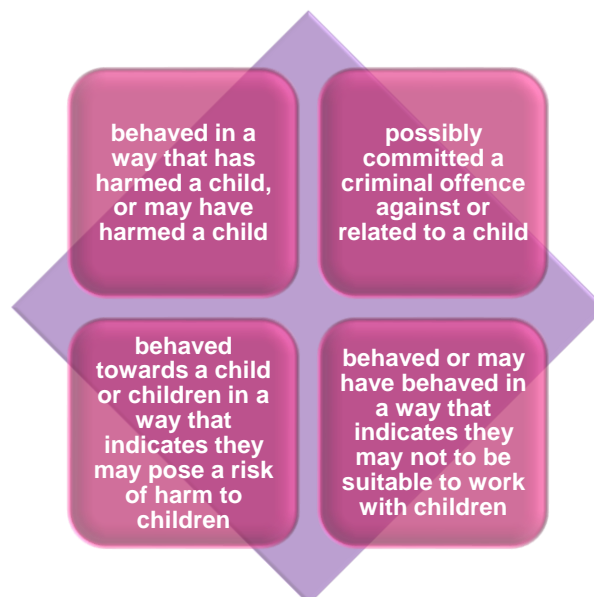 behaved in a
way that has
harmed a child,
or may have
harmed a child
possibly
committed a
criminal offence
against or
related to a child
behaved
towards a child
or children in a
way that
indicates they
may pose a risk
of harm to
children
behaved or may
have behaved in
a way that
indicates they
may not to be
suitable to work
with children